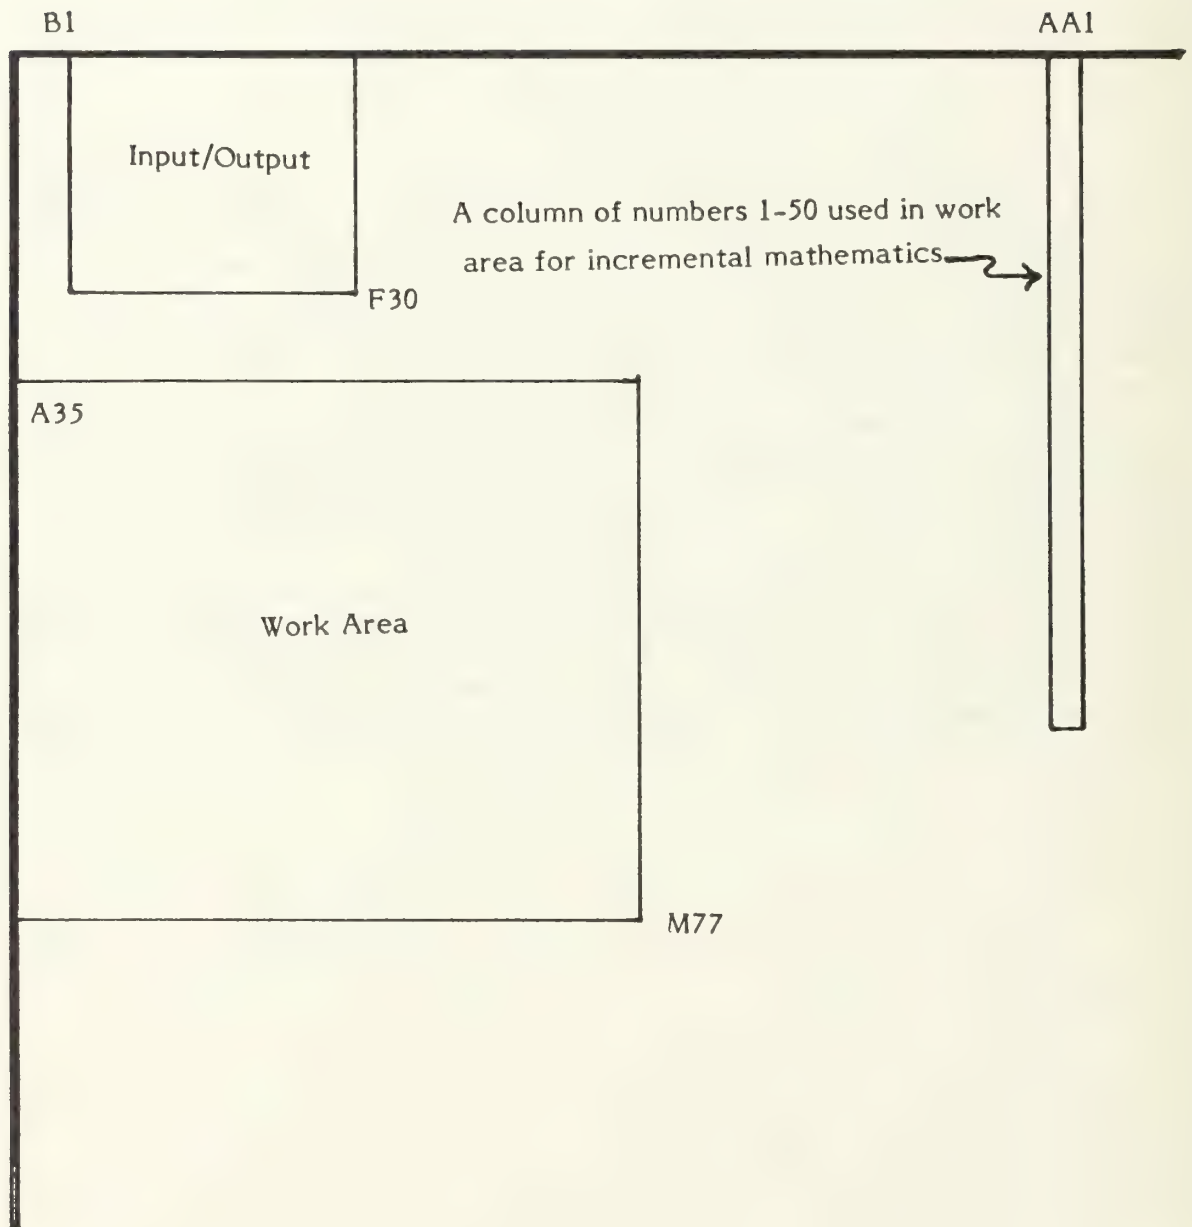 B1
AA1
Input/Output
A column of numbers 1-50 used in work
area for incremental mathematics
F30
A35
Work Area
M77